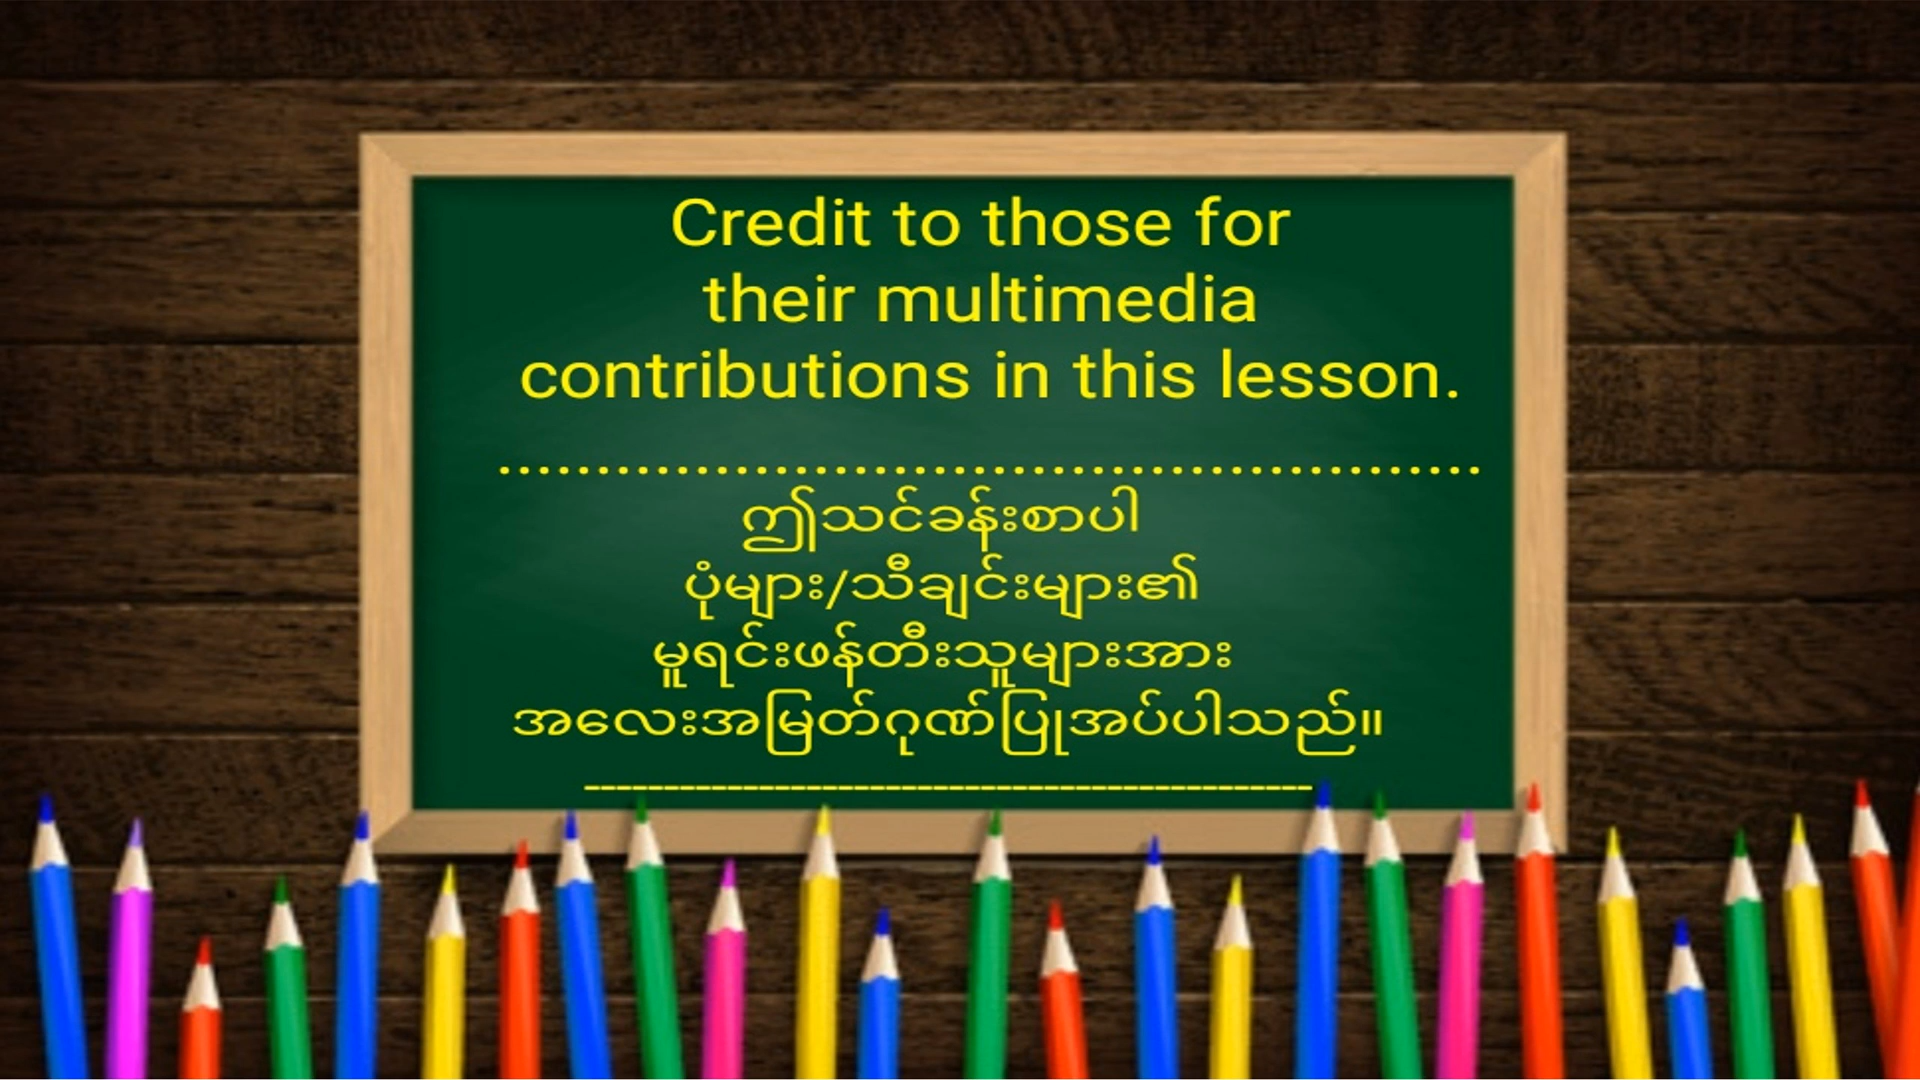 Credit to those for
their multimedia
contributions in this lesson.
..................................................
ဤသင်ခန်းစာပါ
ပုံများ/သီချင်းများ၏
မူရင်းဖန်တီးသူများအား
အလေးအမြတ်ဂုဏ်ပြုအပ်ပါသည်။